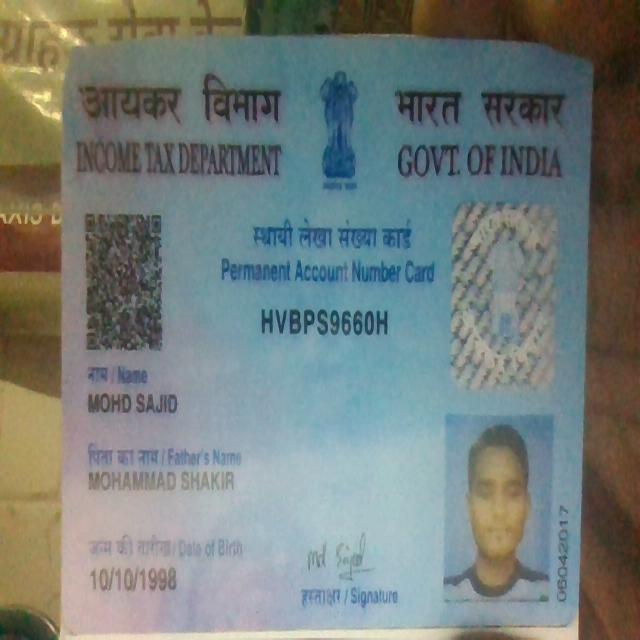 आयकर विभाग
INCOME TAX DEPARTMENT
भारत सरकार
GOVT. OF INDIA
स्थायी लेखा संख्या कार्ड
Permanent Account Number Card
HVBPS9660H
नाम / Name
MOHD SAJID
पिता का नाम / Father's Name
MOHAMMAD SHAKIR
जन्म की तारीख / Date of Birth
10/10/1998
Md Sajid
हस्ताक्षर / Signature
06042017